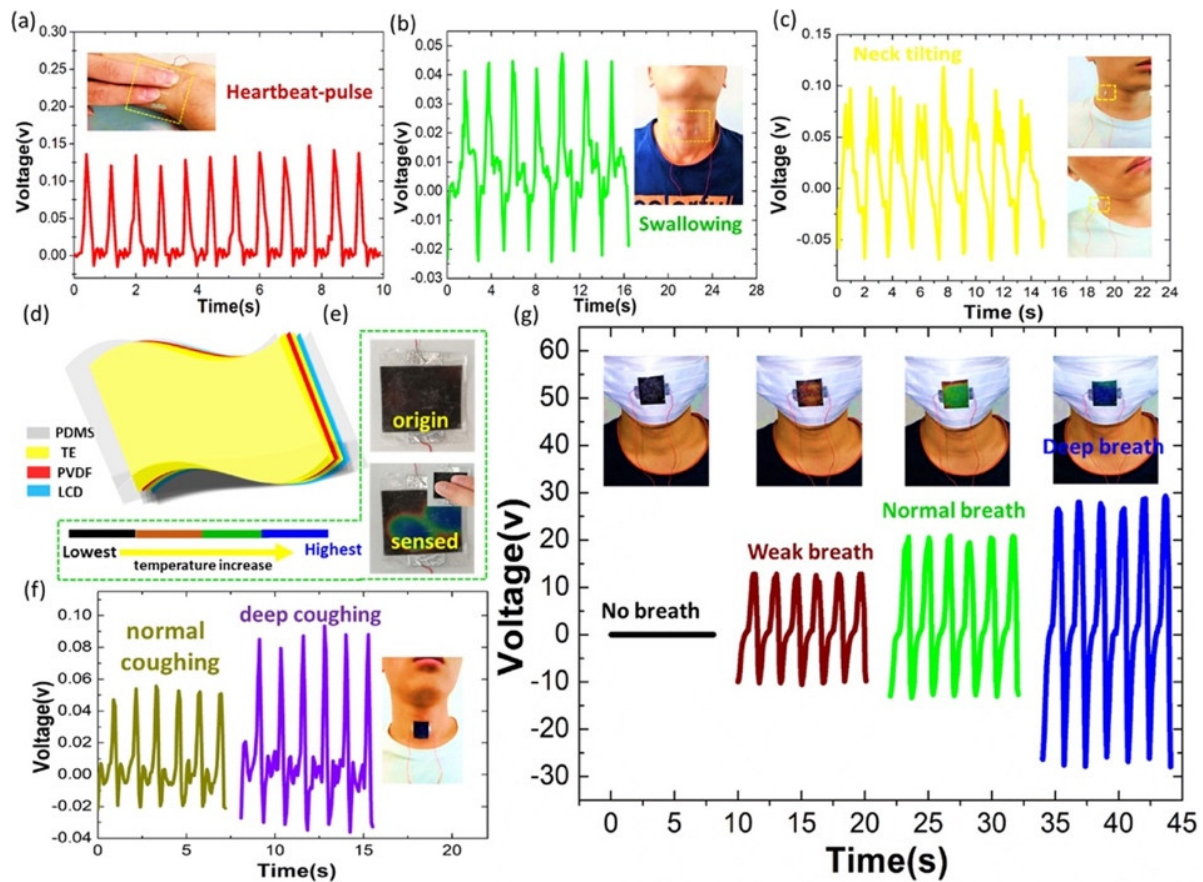 (a)
0.30
0.25
0.20
0.15
0.10
0.05
0.00
Voltage(v)
Heartbeat-pulse
0 2 4 6 8 10
Time(s)
(b)
0.05
0.04
0.03
0.02
0.01
0.00
-0.01
-0.02
-0.03
Voltage(v)
Swallowing
0 4 8 12 16 20 24 28
Time(s)
(c)
0.15
0.10
0.05
0.00
-0.05
Voltage (v)
Neck tilting
0 2 4 6 8 10 12 14 16 18 20 22 24
Time (s)
(d)
PDMS
TE
PVDF
LCD
Lowest
Highest
temperature increase
(e)
origin
sensed
(f)
0.10
0.08
0.06
0.04
0.02
0.00
-0.02
-0.04
Voltage(v)
normal
coughing
deep coughing
0 5 10 15 20
Time(s)
(g)
60
50
40
30
20
10
0
-10
-20
-30
Voltage(v)
No breath
Weak breath
Normal breath
Deep breath
0 5 10 15 20 25 30 35 40 45
Time(s)